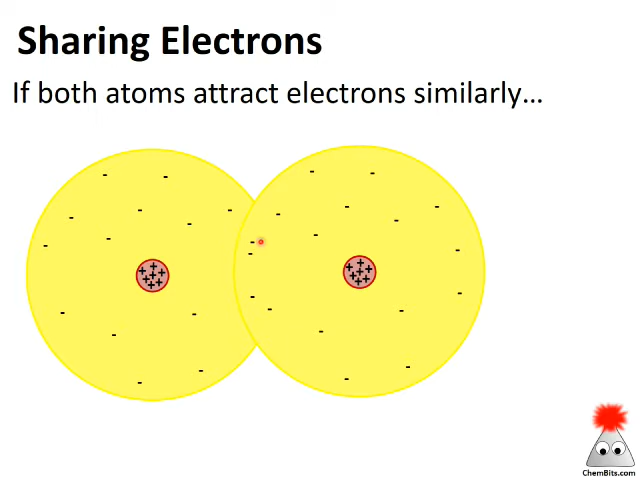 Sharing Electrons
If both atoms attract electrons similarly...
ChemBits.com